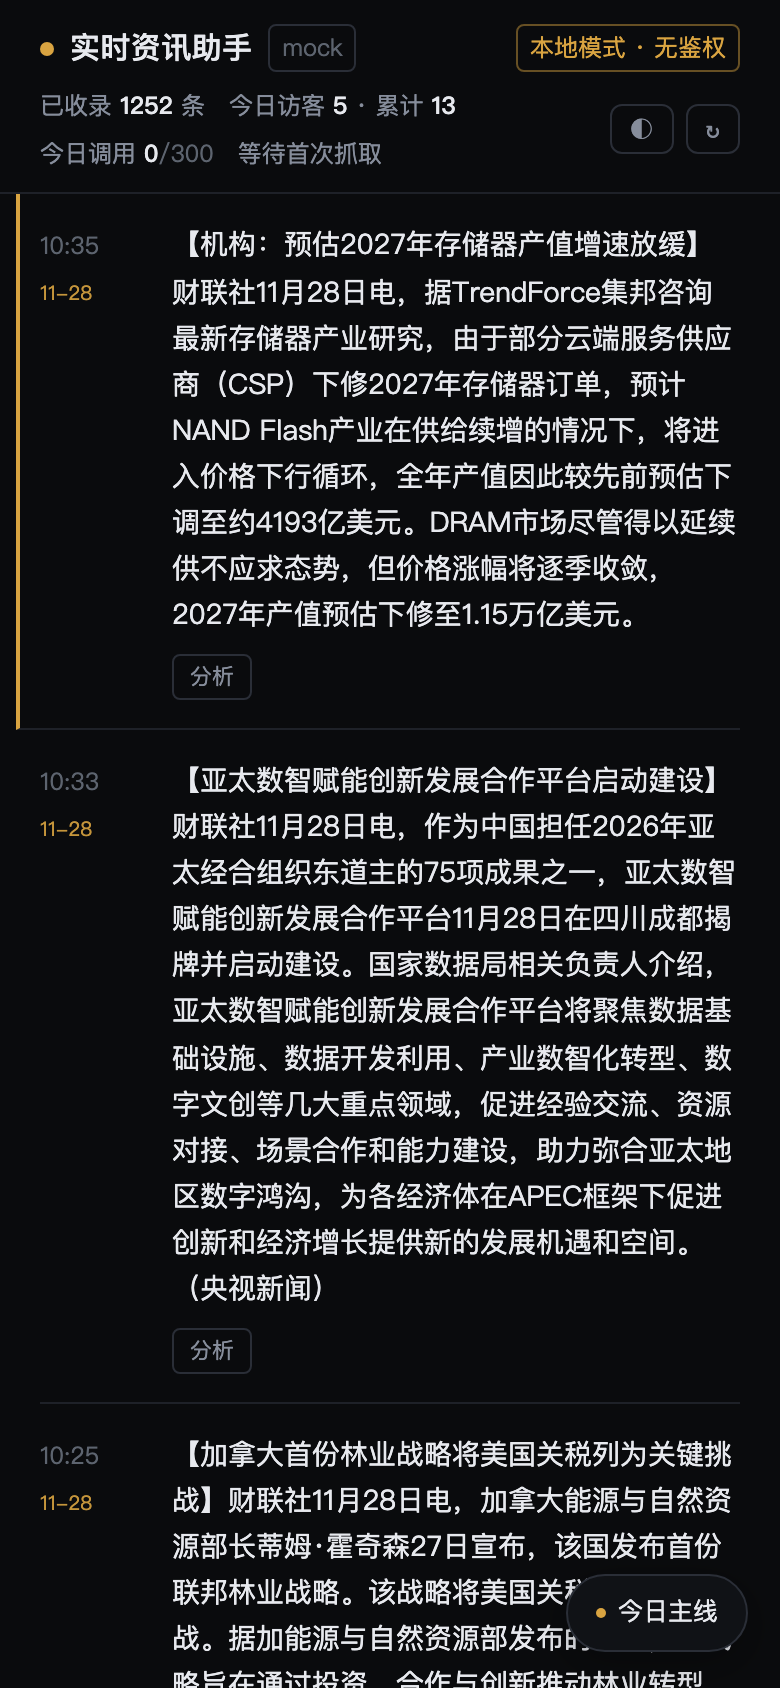 实时资讯助手 mock 本地模式 · 无鉴权
已收录 1252 条 今日访客 5 · 累计 13
今日调用 0/300 等待首次抓取
10:35
11-28
【机构：预估2027年存储器产值增速放缓】
财联社11月28日电，据TrendForce集邦咨询
最新存储器产业研究，由于部分云端服务供应
商（CSP）下修2027年存储器订单，预计
NAND Flash产业在供给续增的情况下，将进
入价格下行循环，全年产值因此较先前预估下
调至约4193亿美元。DRAM市场尽管得以延续
供不应求态势，但价格涨幅将逐季收敛，
2027年产值预估下修至1.15万亿美元。
分析
10:33
11-28
【亚太数智赋能创新发展合作平台启动建设】
财联社11月28日电，作为中国担任2026年亚
太经合组织东道主的75项成果之一，亚太数智
赋能创新发展合作平台11月28日在四川成都揭
牌并启动建设。国家数据局相关负责人介绍，
亚太数智赋能创新发展合作平台将聚焦数据基
础设施、数据开发利用、产业数智化转型、数
字文创等几大重点领域，促进经验交流、资源
对接、场景合作和能力建设，助力弥合亚太地
区数字鸿沟，为各经济体在APEC框架下促进
创新和经济增长提供新的发展机遇和空间。
（央视新闻）
分析
10:25
11-28
【加拿大首份林业战略将美国关税列为关键挑
战】财联社11月28日电，加拿大能源与自然资
源部长蒂姆·霍奇森27日宣布，该国发布首份
联邦林业战略。该战略将美国关
战。据加能源与自然资源部发布的
略旨在通过投资、合作与创新推动林业转型
今日主线